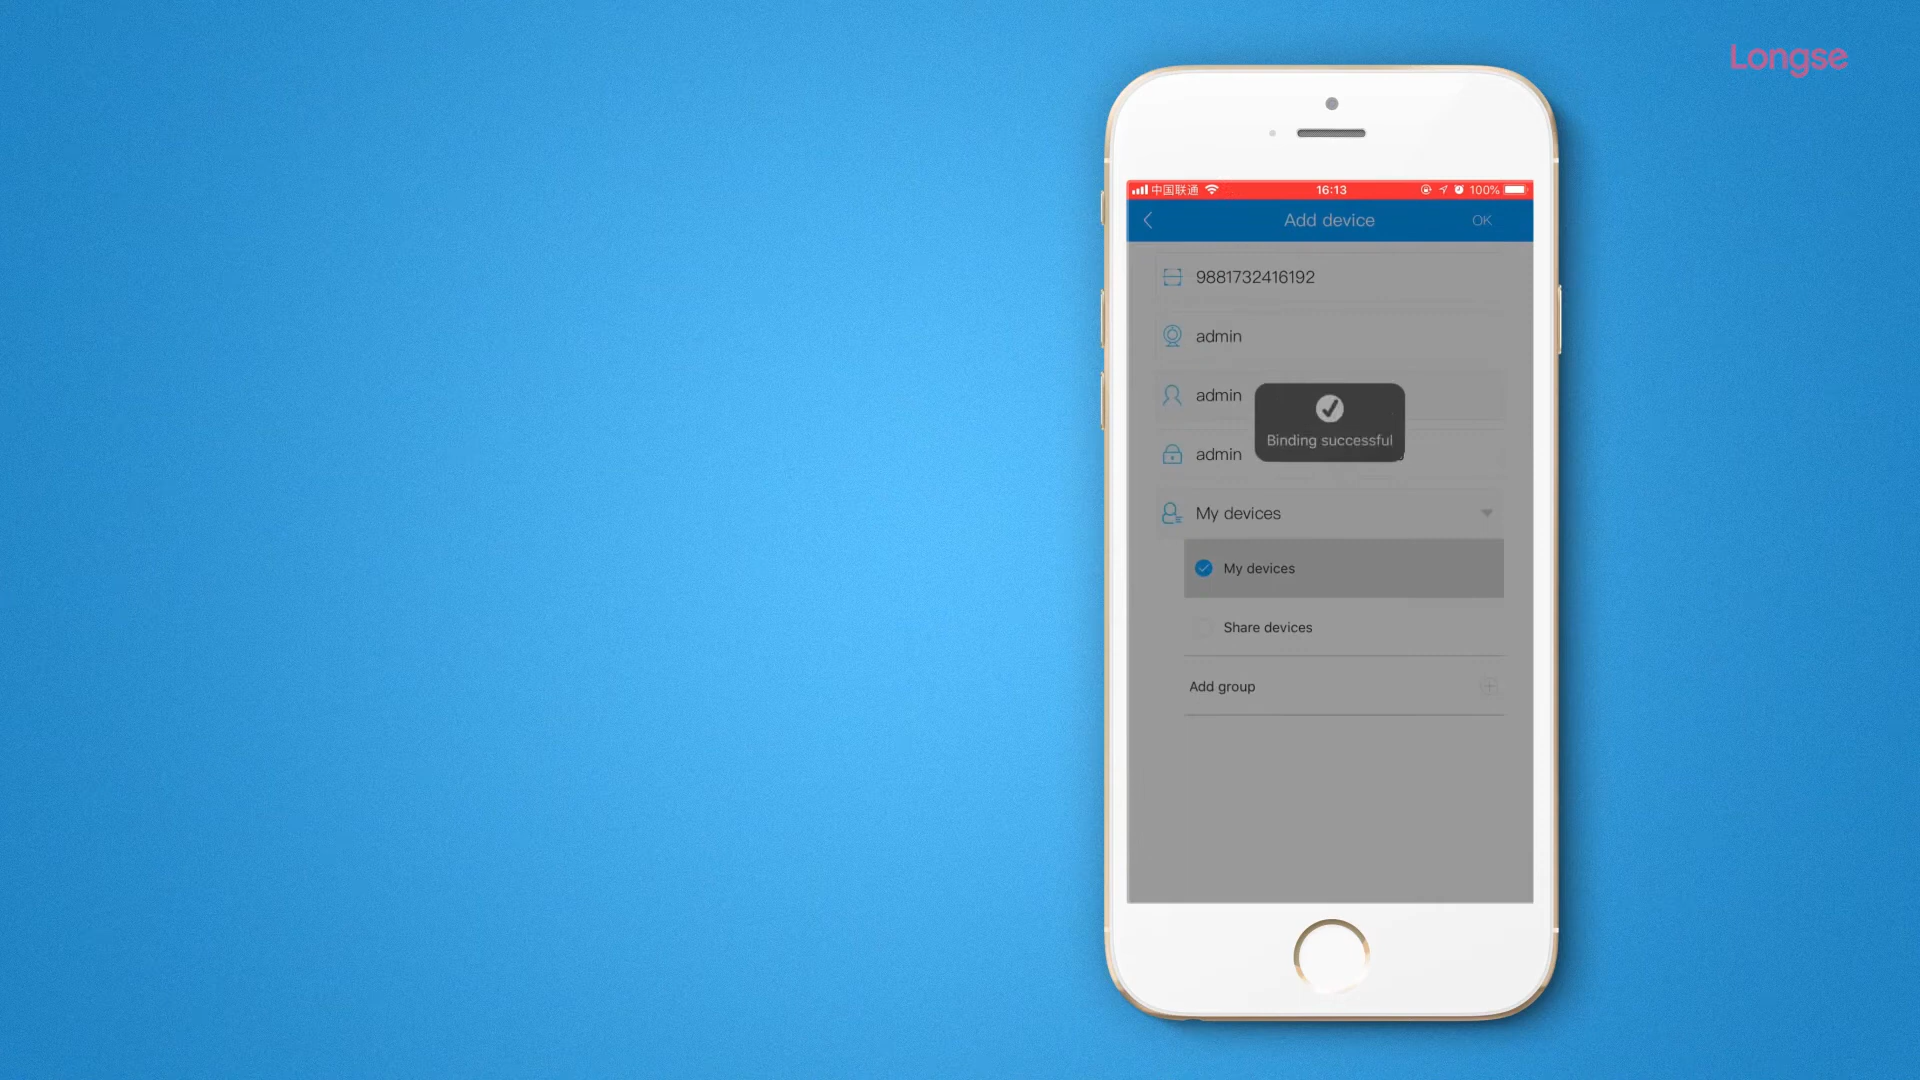 Longse
中国联通 16:13 100%
Add device OK
9881732416192
admin
admin
Binding successful
admin
My devices
My devices
Share devices
Add group